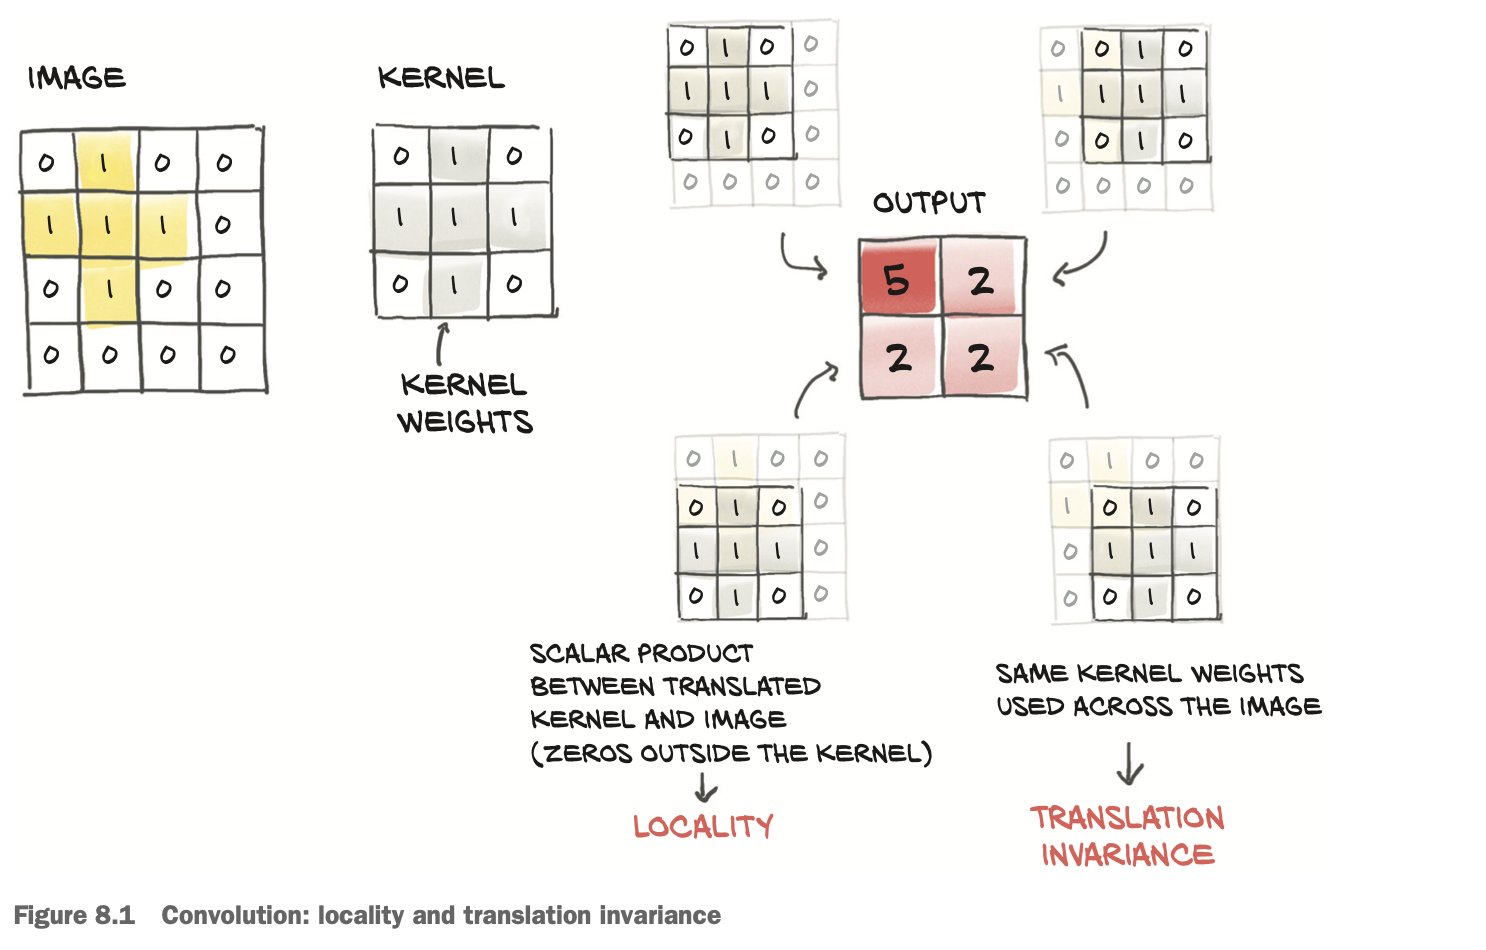 IMAGE
0 1 0 0
1 1 1 0
0 1 0 0
0 0 0 0
KERNEL
0 1 0
1 1 1
0 1 0
KERNEL
WEIGHTS
0 1 0 0
1 1 1 0
0 1 0 0
0 0 0 0
0 0 1 0
1 1 1 1
0 0 1 0
0 0 0 0
OUTPUT
5 2
2 2
0 1 0 0
0 1 0 0
1 1 1 0
0 1 0 0
0 1 0 0
1 0 1 0
0 1 1 1
0 0 1 0
SCALAR PRODUCT
BETWEEN TRANSLATED
KERNEL AND IMAGE
(ZEROS OUTSIDE THE KERNEL)
LOCALITY
SAME KERNEL WEIGHTS
USED ACROSS THE IMAGE
TRANSLATION
INVARIANCE
Figure 8.1 Convolution: locality and translation invariance